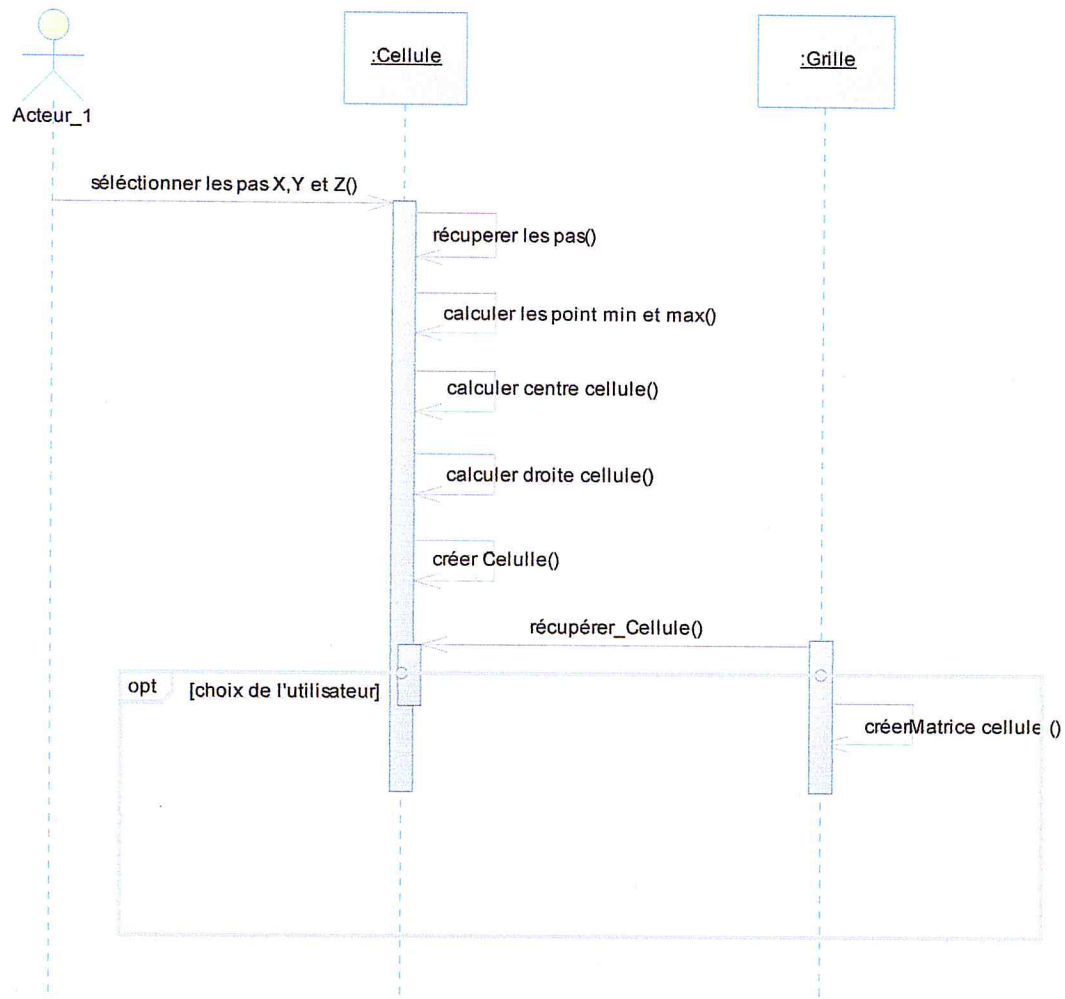 :Cellule
:Grille
Acteur_1
séléctionner les pas X,Y et Z()
récuperer les pas()
calculer les point min et max()
calculer centre cellule()
calculer droite cellule()
créer Celulle()
récupérer_Cellule()
opt
[choix de l'utilisateur]
créerMatrice cellule ()